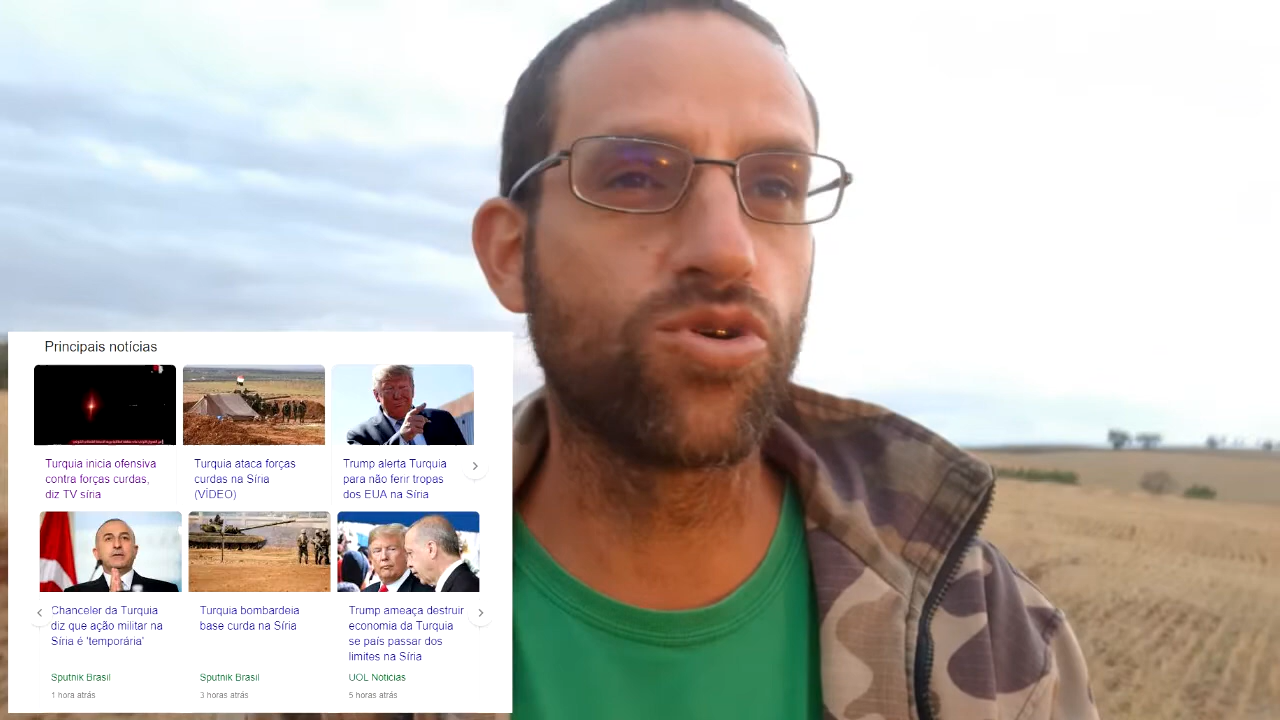 Principais notícias
Turquia inicia ofensiva
contra forças curdas,
diz TV síria
Turquia ataca forças
curdas na Síria
(VÍDEO)
Trump alerta Turquia
para não ferir tropas
dos EUA na Síria
Chanceler da Turquia
diz que ação militar na
Síria é 'temporária'
Sputnik Brasil
1 hora atrás
Turquia bombardeia
base curda na Síria
Sputnik Brasil
3 horas atrás
Trump ameaça destruir
economia da Turquia
se país passar dos
limites na Síria
UOL Notícias
5 horas atrás